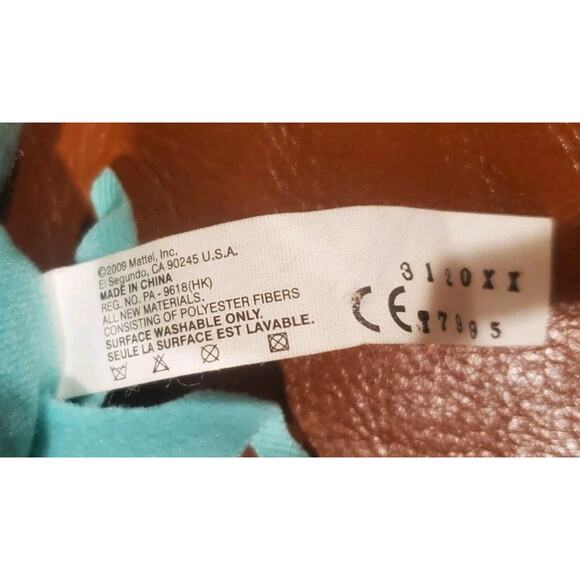 ©2009 Mattel, Inc.
El Segundo, CA 90245 U.S.A.
MADE IN CHINA
REG. NO. PA - 9618(HK)
ALL NEW MATERIALS.
CONSISTING OF POLYESTER FIBERS
SURFACE WASHABLE ONLY.
SEULE LA SURFACE EST LAVABLE.
3120XX
CE